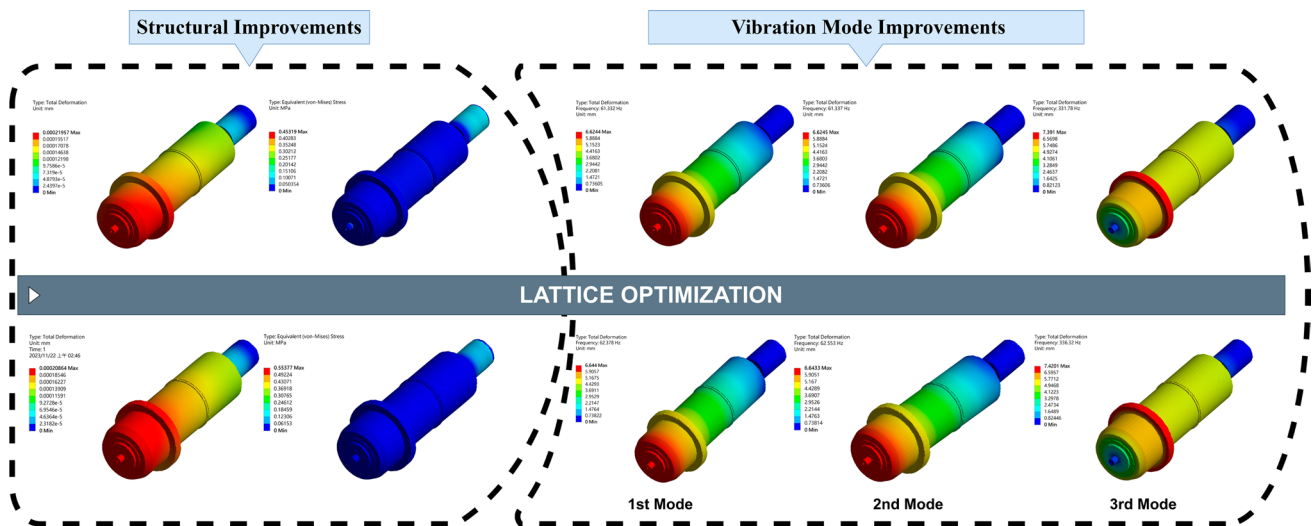 Structural Improvements
Vibration Mode Improvements
Type: Total Deformation
Unit: mm
0.00021957 Max
0.00019517
0.00017078
0.00014638
0.00012198
9.7586e-5
7.319e-5
4.8793e-5
2.4397e-5
0 Min
Type: Equivalent (von-Mises) Stress
Unit: MPa
0.45319 Max
0.40283
0.35248
0.30212
0.25177
0.20142
0.15106
0.10071
0.050354
0 Min
Type: Total Deformation
Frequency: 61.332 Hz
Unit: mm
6.6244 Max
5.8884
5.1523
4.4163
3.6802
2.9442
2.2081
1.4721
0.73605
0 Min
Type: Total Deformation
Frequency: 61.337 Hz
Unit: mm
6.6245 Max
5.8884
5.1524
4.4163
3.6803
2.9442
2.2082
1.4721
0.73606
0 Min
Type: Total Deformation
Frequency: 331.78 Hz
Unit: mm
7.391 Max
6.5698
5.7486
4.9274
4.1061
3.2849
2.4637
1.6425
0.82123
0 Min
LATTICE OPTIMIZATION
Type: Total Deformation
Unit: mm
Time: 1
2023/11/22 上午 02:46
0.00020864 Max
0.00018546
0.00016227
0.00013909
0.00011591
9.2728e-5
6.9546e-5
4.6364e-5
2.3182e-5
0 Min
Type: Equivalent (von-Mises) Stress
Unit: MPa
0.55377 Max
0.49224
0.43071
0.36918
0.30765
0.24612
0.18459
0.12306
0.06153
0 Min
Type: Total Deformation
Frequency: 62.378 Hz
Unit: mm
6.644 Max
5.9057
5.1675
4.4293
3.6911
2.9529
2.2147
1.4764
0.73822
0 Min
Type: Total Deformation
Frequency: 62.553 Hz
Unit: mm
6.6433 Max
5.9051
5.167
4.4289
3.6907
2.9526
2.2144
1.4763
0.73814
0 Min
Type: Total Deformation
Frequency: 336.32 Hz
Unit: mm
7.4201 Max
6.5957
5.7712
4.9468
4.1223
3.2978
2.4734
1.6489
0.82446
0 Min
1st Mode
2nd Mode
3rd Mode